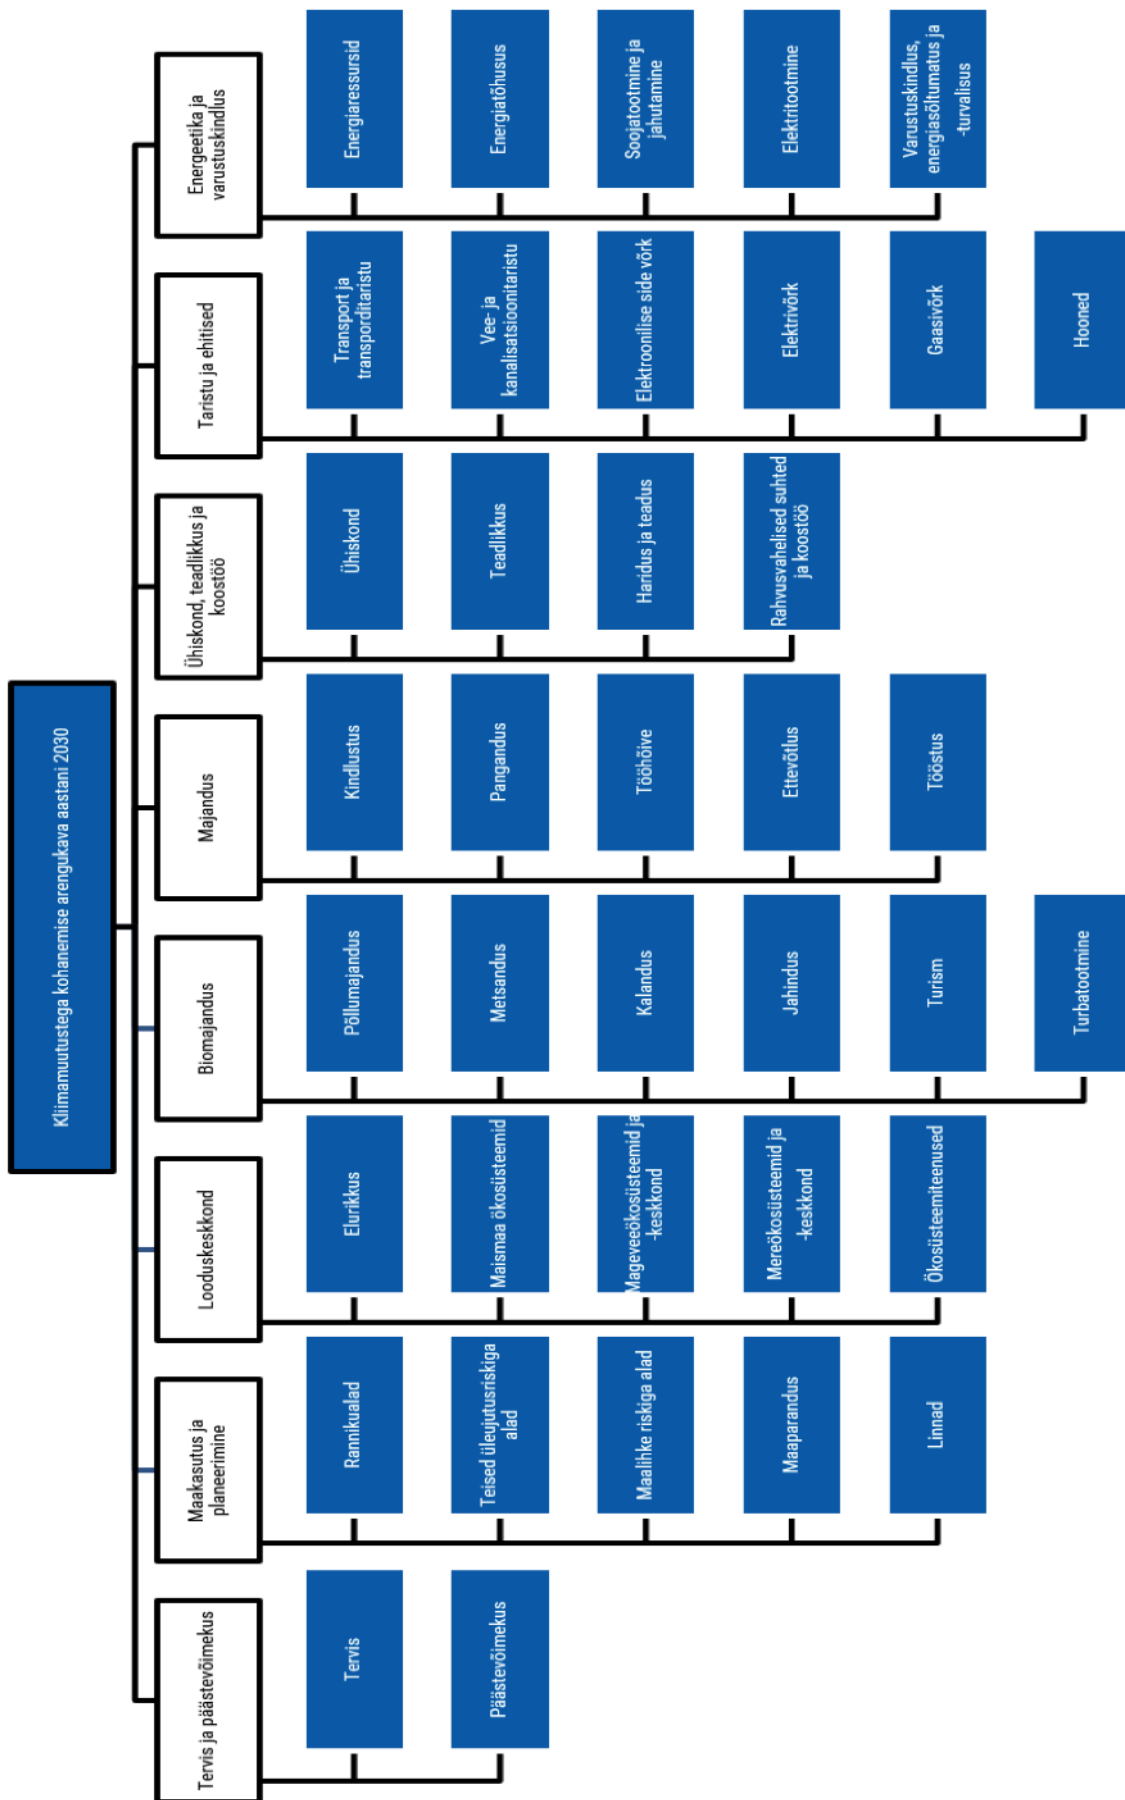 Kliimamuutustega kohanemise arengukava aastani 2030
Tervis ja päästevõimekus
Tervis
Päästevõimekus
Maakasutus ja
planeerimine
Rannikualad
Teised üleujutusriskiga
alad
Maalihke riskiga alad
Maaparandus
Linnad
Looduskeskkond
Elurikkus
Maismaa ökosüsteemid
Mageveeökosüsteemid ja
-keskkond
Mereökosüsteemid ja
-keskkond
Ökosüsteemiteenused
Biomajandus
Põllumajandus
Metsandus
Kalandus
Jahindus
Turism
Turbatootmine
Majandus
Kindlustus
Pangandus
Tööhõive
Ettevõtlus
Tööstus
Ühiskond, teadlikkus ja
koostöö
Ühiskond
Teadlikkus
Haridus ja teadus
Rahvusvahelised suhted
ja koostöö
Taristu ja ehitised
Transport ja
transporditaristu
Vee- ja
kanalisatsioonitaristu
Elektroonilise side võrk
Elektrivõrk
Gaasivõrk
Hooned
Energeetika ja
varustuskindlus
Energiaressursid
Energiatõhusus
Soojatootmine ja
jahutamine
Elektritootmine
Varustuskindlus,
energiasõltumatus ja
-turvalisus